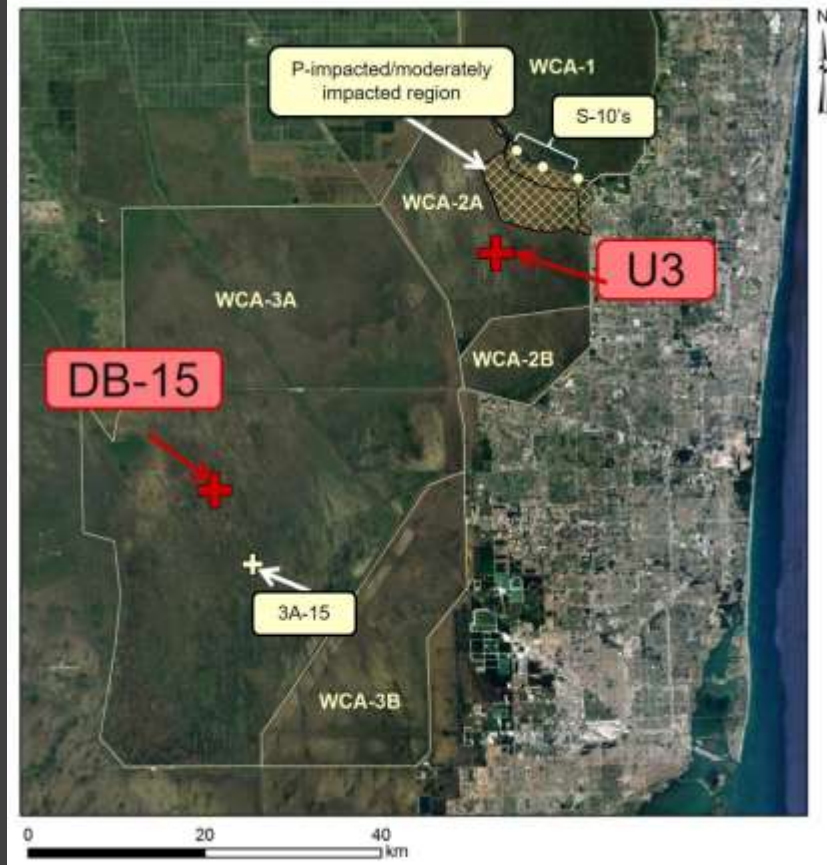 N
WCA-1
P-impacted/moderately
impacted region
S-10's
WCA-2A
U3
WCA-3A
WCA-2B
DB-15
3A-15
WCA-3B
0
20
40
km